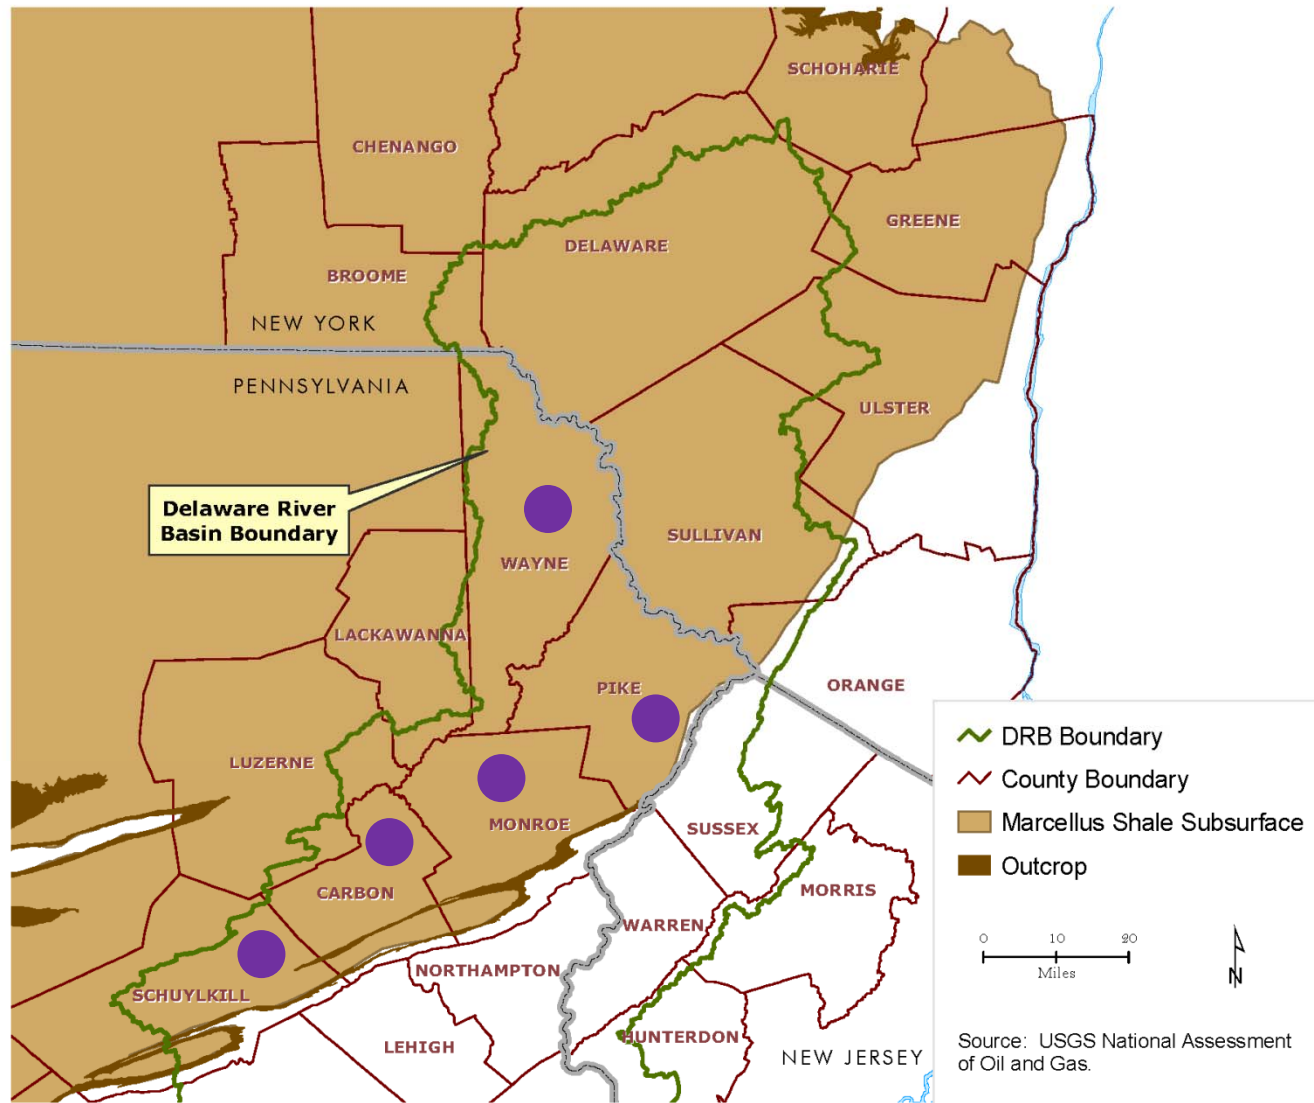 SCHOHARIE
CHENANGO
GREENE
DELAWARE
BROOME
NEW YORK
PENNSYLVANIA
ULSTER
Delaware River
Basin Boundary
SULLIVAN
WAYNE
LACKAWANNA
PIKE
ORANGE
LUZERNE
MONROE
SUSSEX
CARBON
MORRIS
WARREN
NORTHAMPTON
SCHUYLKILL
HUNTERDON
LEHIGH
NEW JERSEY
DRB Boundary
County Boundary
Marcellus Shale Subsurface
Outcrop
0 10 20
Miles
N
Source: USGS National Assessment
of Oil and Gas.